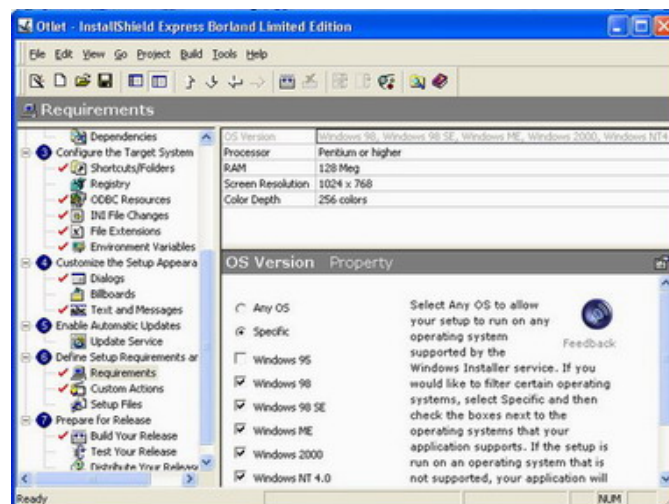 Otlet - InstallShield Express Borland Limited Edition
File Edit View Go Project Build Tools Help
Requirements
Dependencies
3 Configure the Target System
Shortcuts/Folders
Registry
ODBC Resources
INI File Changes
File Extensions
Environment Variables
4 Customize the Setup Appeara
Dialogs
Billboards
Text and Messages
5 Enable Automatic Updates
Update Service
6 Define Setup Requirements ar
Requirements
Custom Actions
Setup Files
7 Prepare for Release
Build Your Release
Test Your Release
Distribute Your Release
OS Version Windows 98, Windows 98 SE, Windows ME, Windows 2000, Windows NT4
Processor Pentium or higher
RAM 128 Meg
Screen Resolution 1024 x 768
Color Depth 256 colors
OS Version Property
Any OS
Specific
Windows 95
Windows 98
Windows 98 SE
Windows ME
Windows 2000
Windows NT 4.0
Select Any OS to allow
your setup to run on any
operating system
supported by the
Windows Installer service. If you
would like to filter certain operating
systems, select Specific and then
check the boxes next to the
operating systems that your
application supports. If the setup is
run on an operating system that is
not supported, your application will
Feedback
Ready
NUM